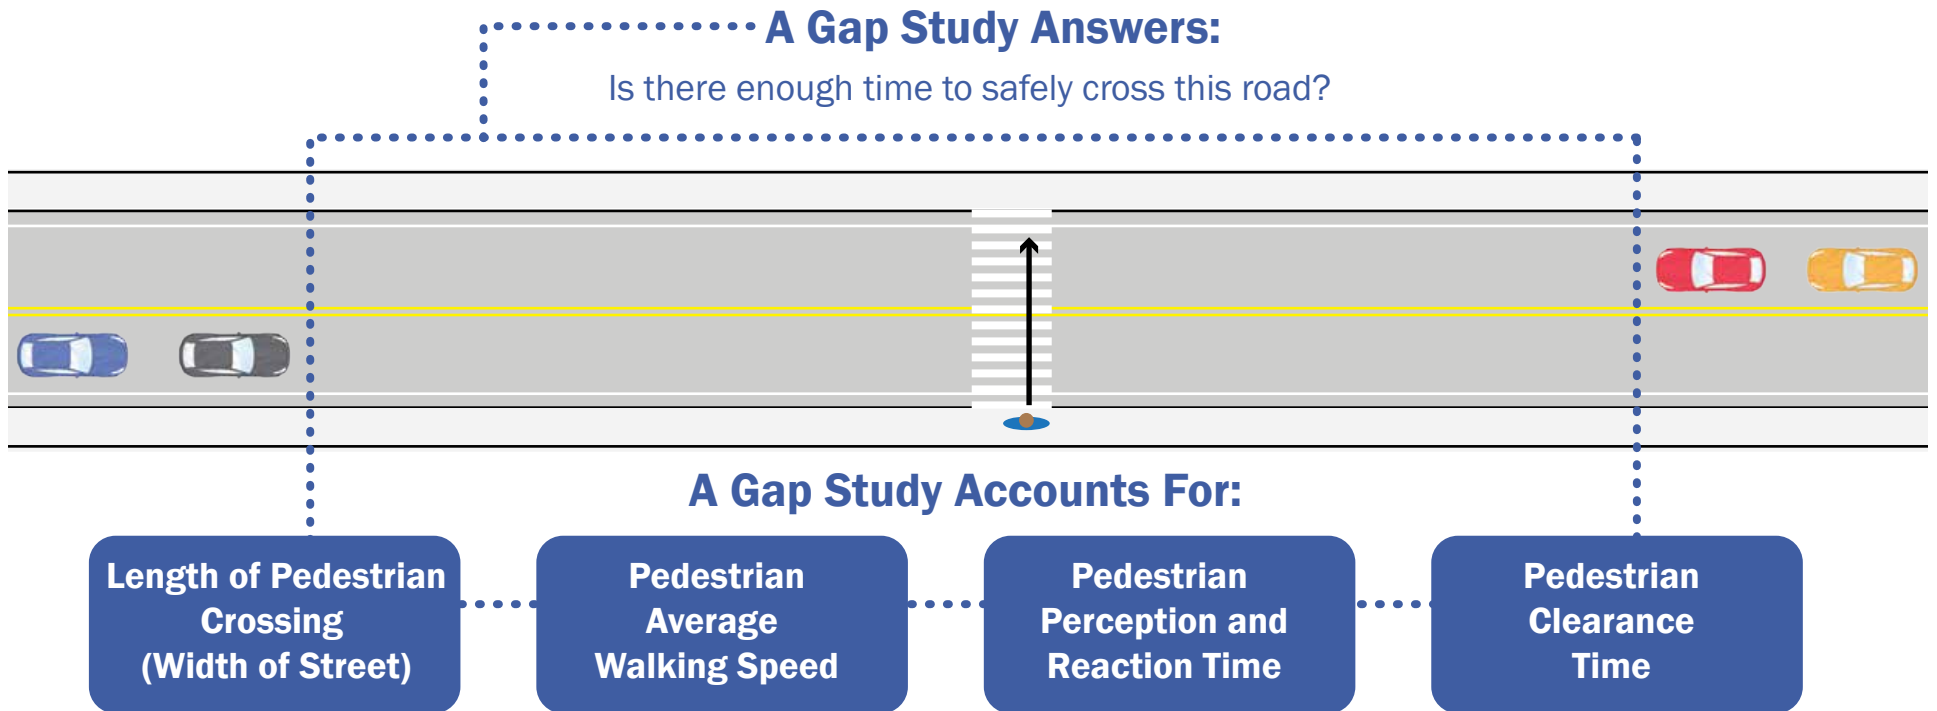 A Gap Study Answers:
Is there enough time to safely cross this road?
A Gap Study Accounts For:
Length of Pedestrian
Crossing
(Width of Street)
Pedestrian
Average
Walking Speed
Pedestrian
Perception and
Reaction Time
Pedestrian
Clearance
Time